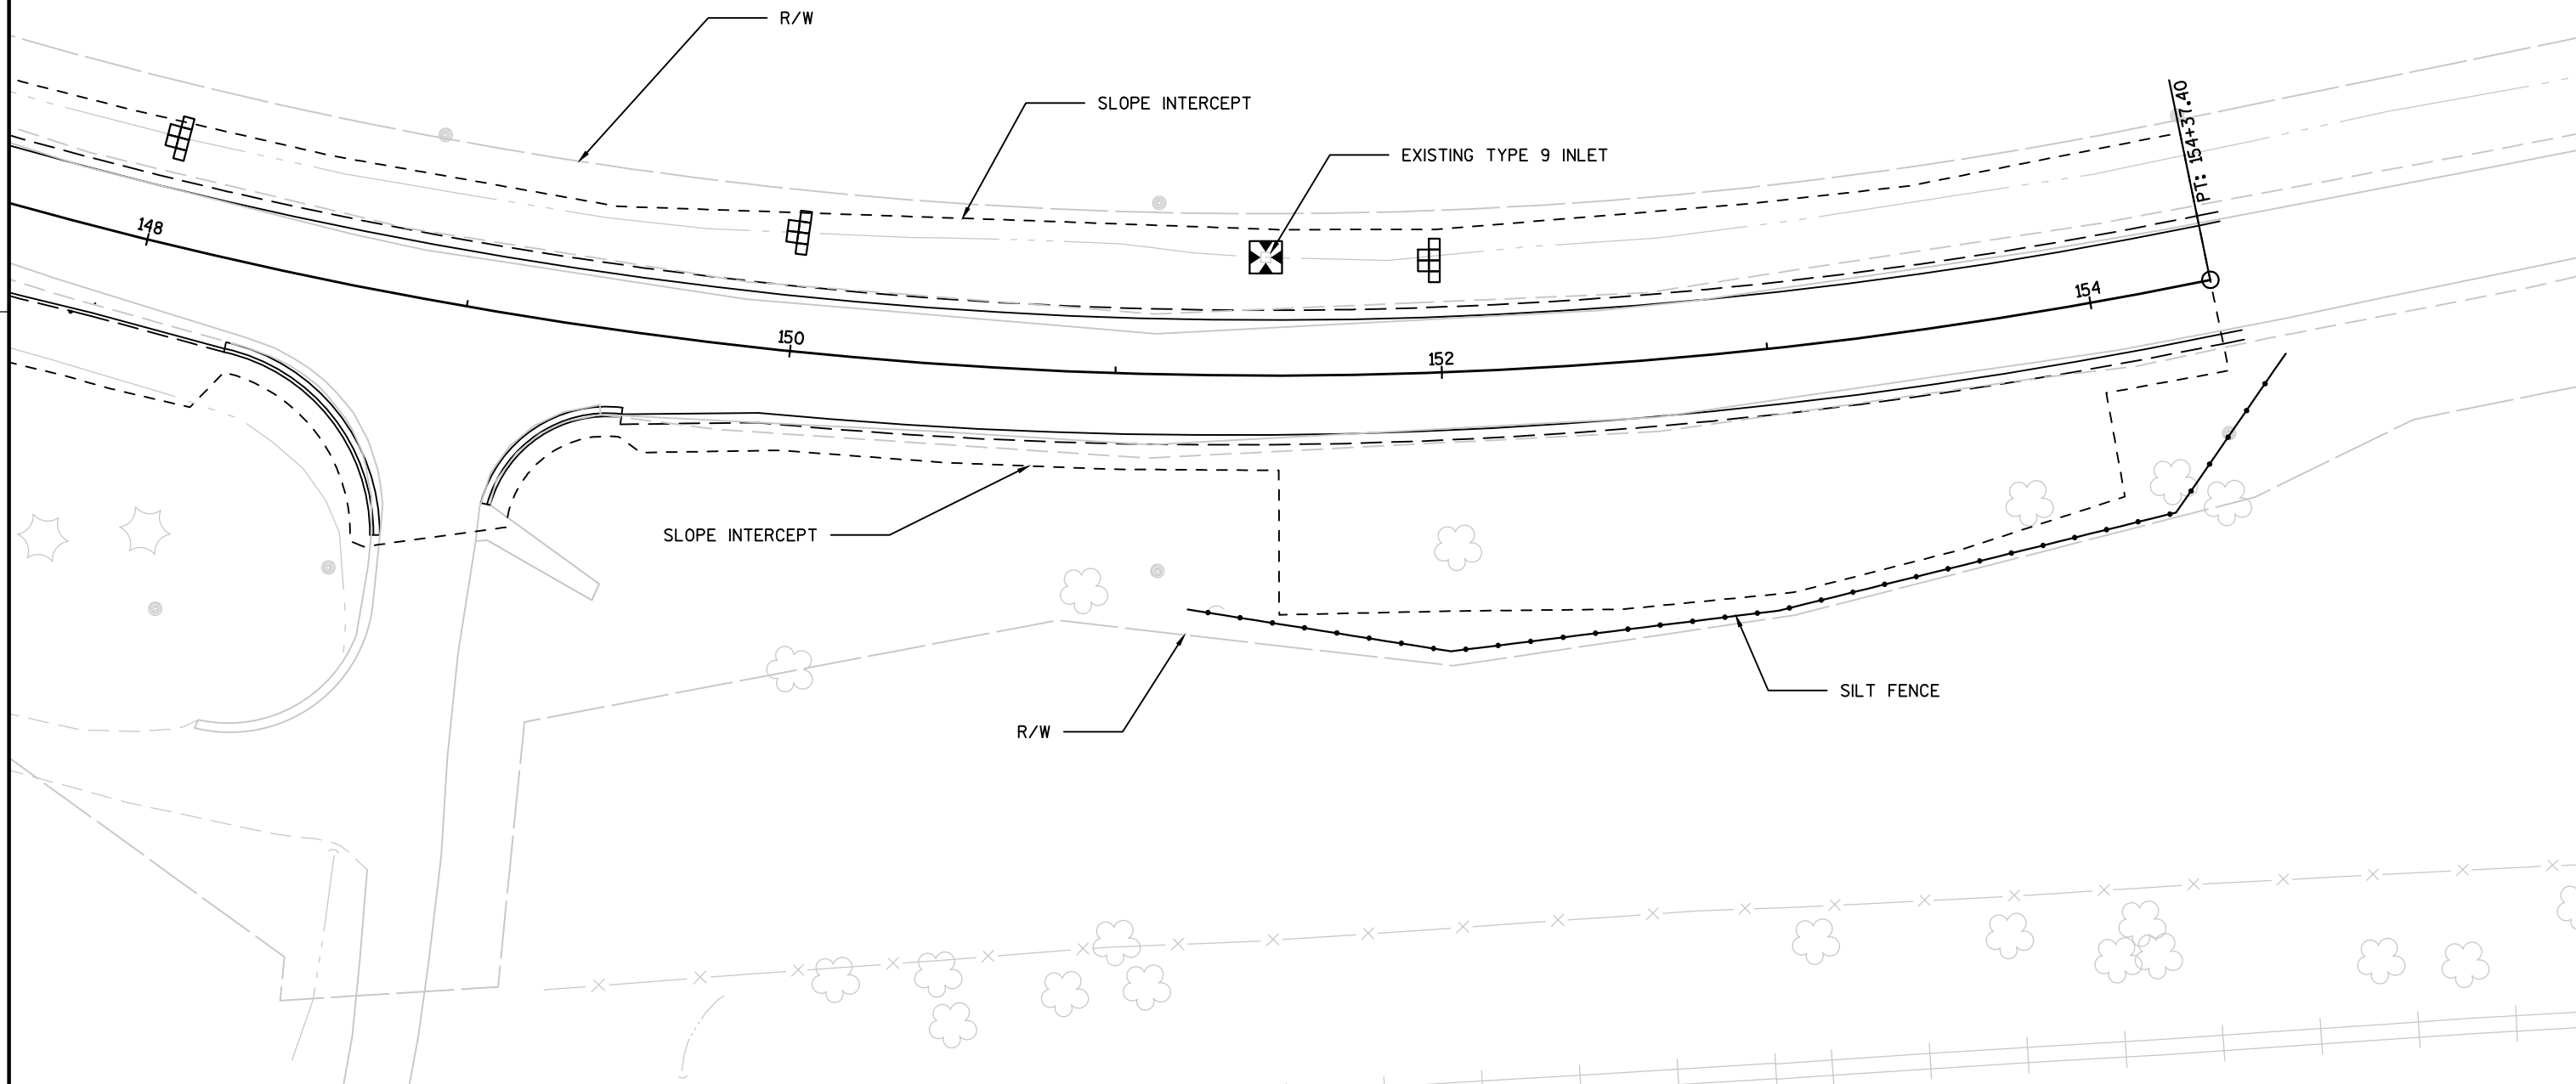 R/W
SLOPE INTERCEPT
EXISTING TYPE 9 INLET
PT: 154+37.40
148
150
152
154
SLOPE INTERCEPT
R/W
SILT FENCE